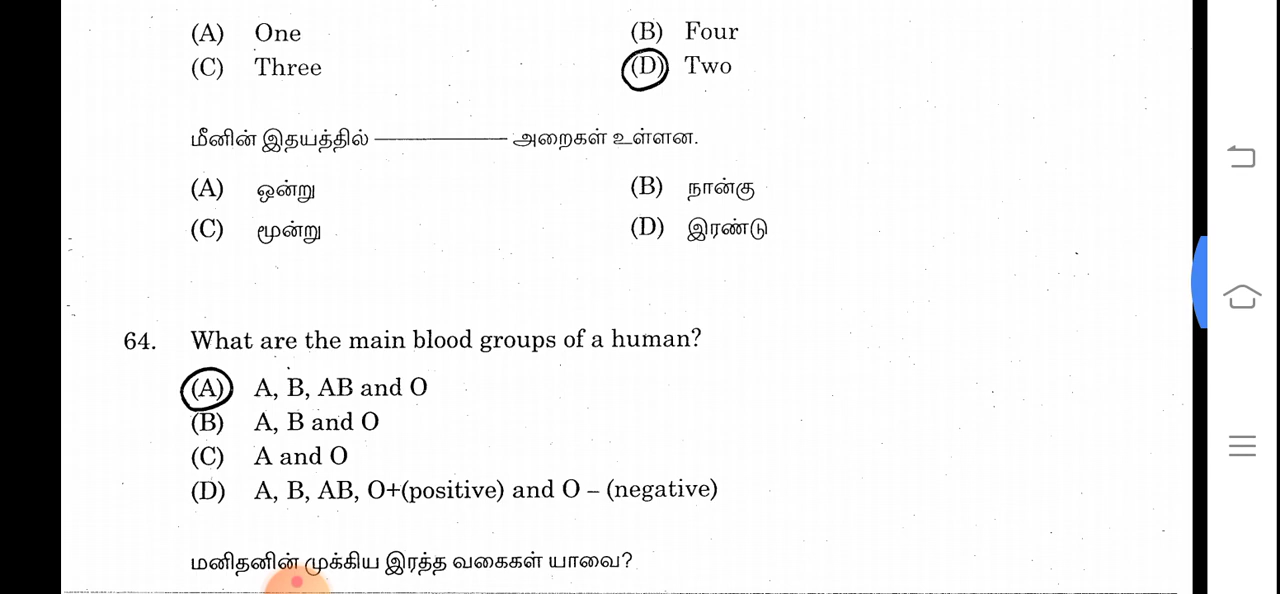 (A) One (B) Four
(C) Three (D) Two
மீனின் இதயத்தில் ———— அறைகள் உள்ளன.
(A) ஒன்று (B) நான்கு
(C) மூன்று (D) இரண்டு
64. What are the main blood groups of a human?
(A) A, B, AB and O
(B) A, B and O
(C) A and O
(D) A, B, AB, O+(positive) and O – (negative)
மனிதனின் முக்கிய இரத்த வகைகள் யாவை?